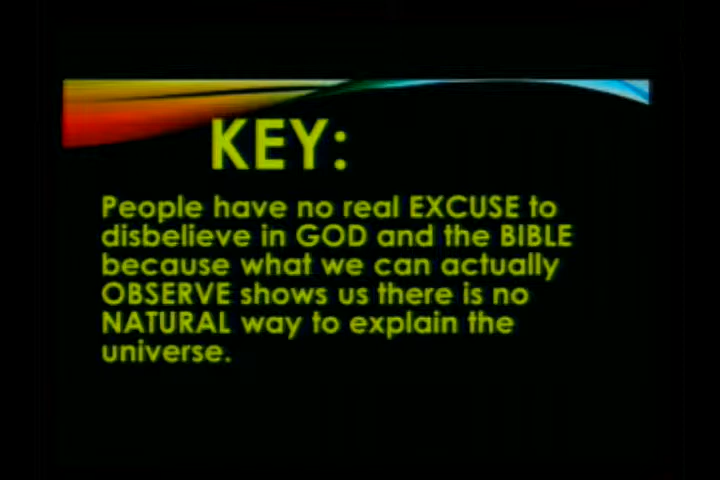 KEY:
People have no real EXCUSE to
disbelieve in GOD and the BIBLE
because what we can actually
OBSERVE shows us there is no
NATURAL way to explain the
universe.